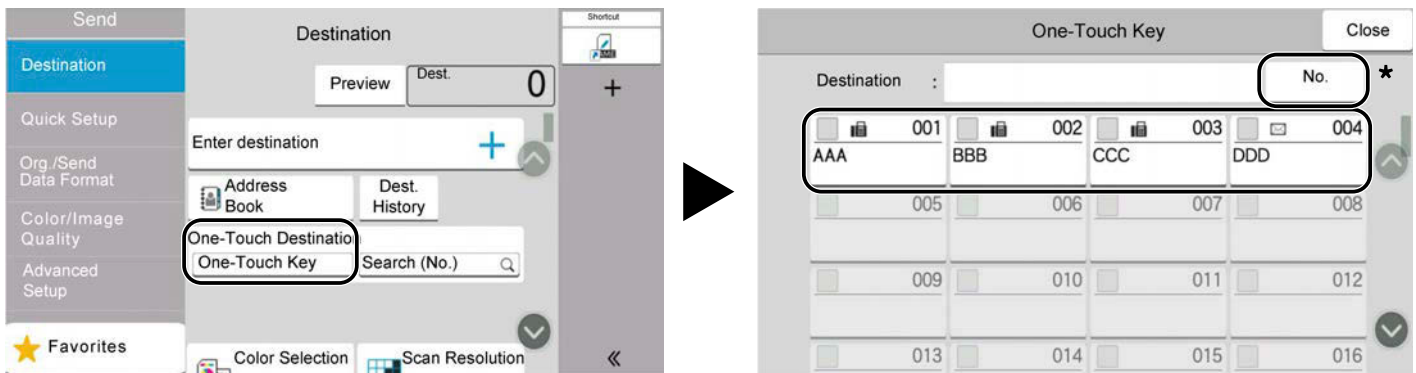 Send
Destination
Quick Setup
Org./Send
Data Format
Color/Image
Quality
Advanced
Setup
Favorites
Destination
Preview
Dest.
0
Enter destination
+
Address
Book
Dest.
History
One-Touch Destination
One-Touch Key
Search (No.)
Color Selection
Scan Resolution
Shortcut
+
«
One-Touch Key
Close
Destination :
No.
*
001 002 003 004
AAA BBB CCC DDD
005 006 007 008
009 010 011 012
013 014 015 016